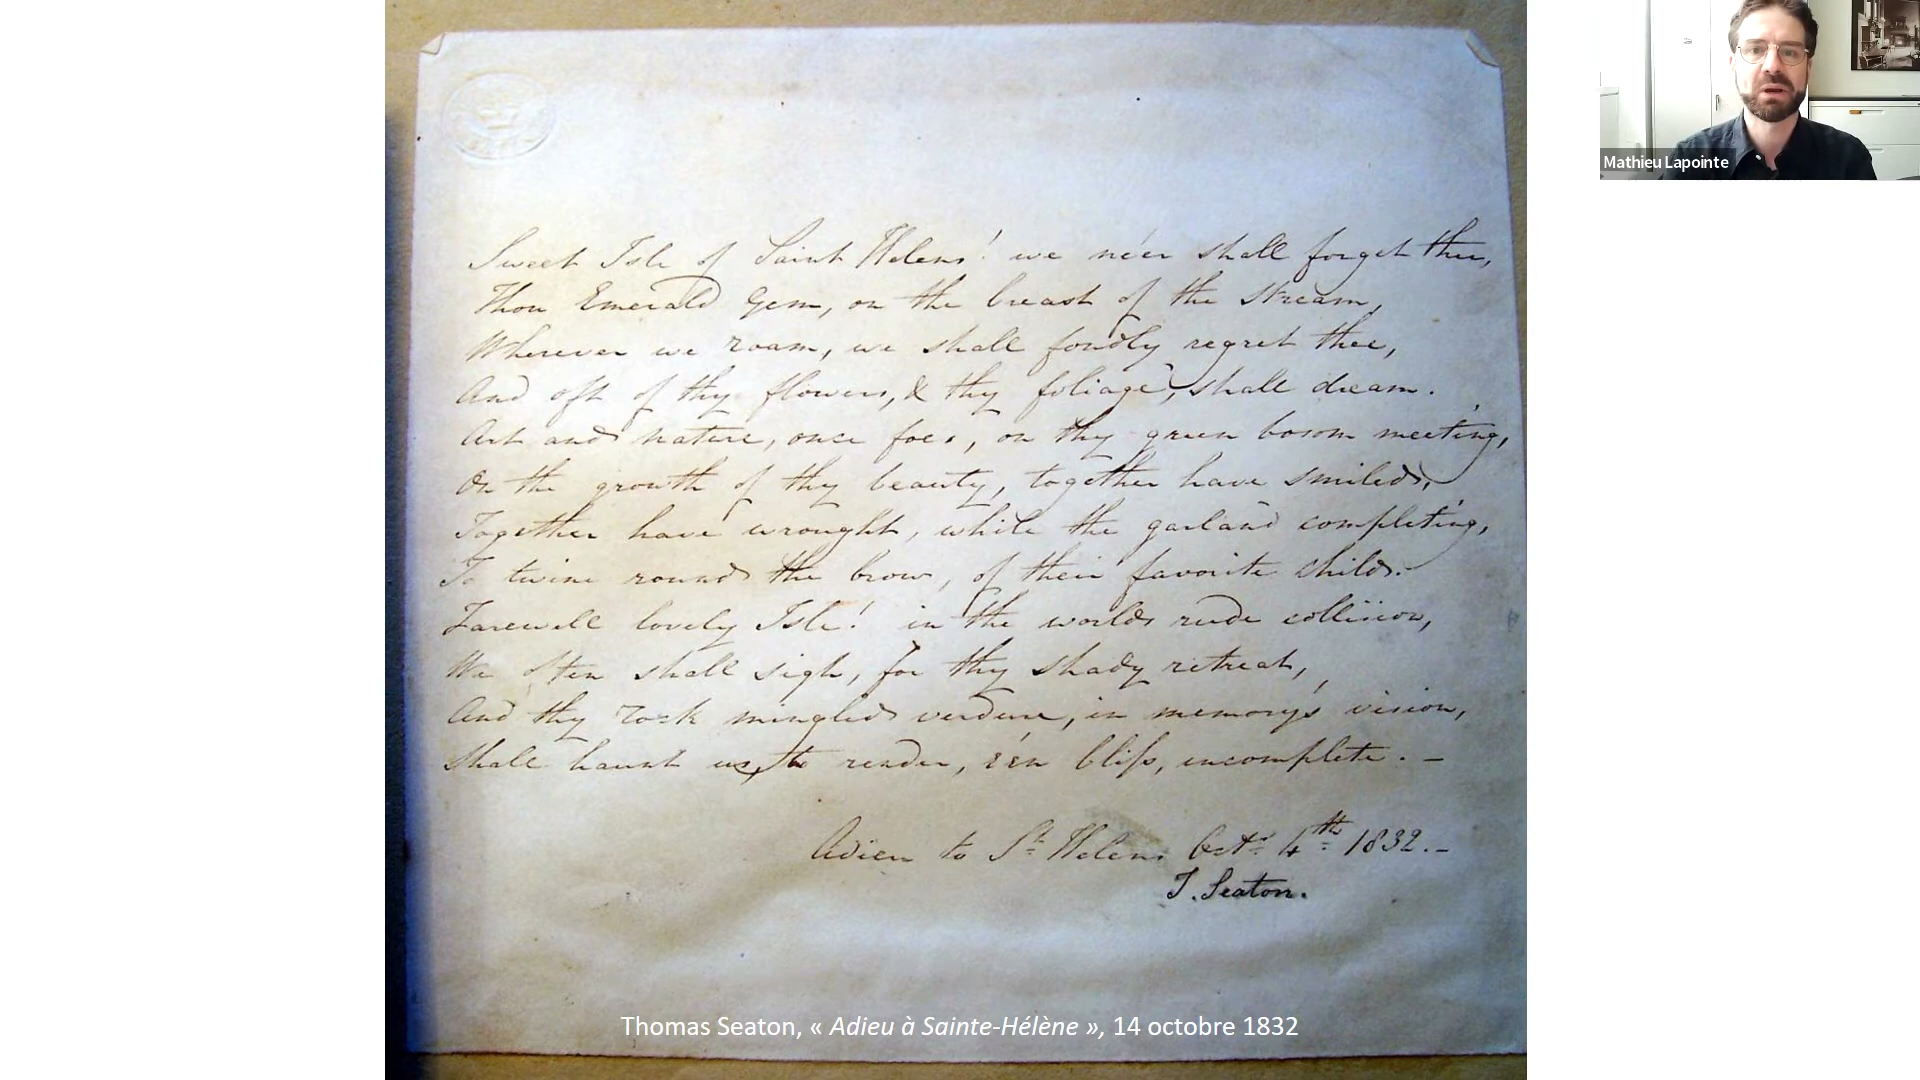 Sweet Isle of Saint Helens! we ne'er shall forget thee,
Thou Emerald Gem, on the breast of the stream,
Wherever we roam, we shall fondly regret thee,
And oft of thy flowers, & thy foliage, shall dream.
Art and nature, once foes, on thy green bosom meeting,
On the growth of thy beauty, together have smiled,
Together have wrought, while the garland completing,
To twine round the brow, of their favorite child.-
Farewell lovely Isle! in the worlds rude collision,
We often shall sigh, for thy shady retreat,
And thy rock mingled verdure, in memory's vision,
Shall haunt us, to render, e'en bliss, incomplete. -
Adieu to St. Helens Octr. 4th 1832.-
T. Seaton.
Thomas Seaton, « Adieu à Sainte-Hélène », 14 octobre 1832
Mathieu Lapointe